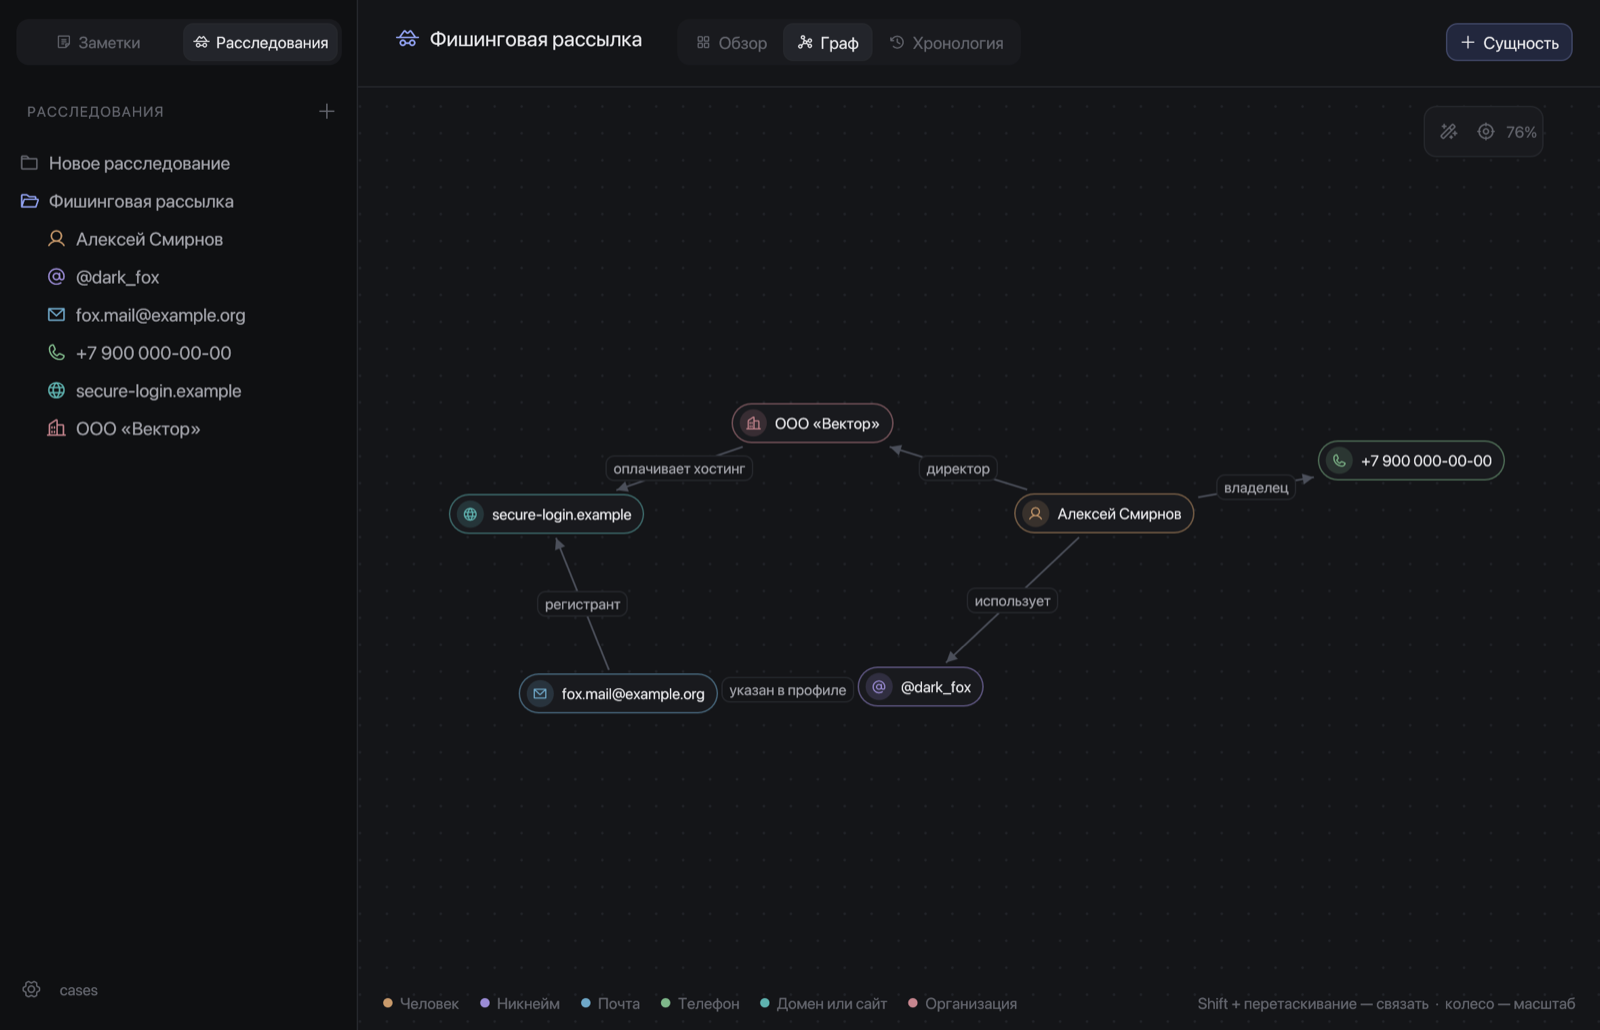 Заметки
Расследования
РАССЛЕДОВАНИЯ
Новое расследование
Фишинговая рассылка
Алексей Смирнов
@dark_fox
fox.mail@example.org
+7 900 000-00-00
secure-login.example
ООО «Вектор»
cases
Фишинговая рассылка
Обзор
Граф
Хронология
Сущность
76%
ООО «Вектор»
оплачивает хостинг
директор
+7 900 000-00-00
владелец
secure-login.example
Алексей Смирнов
регистрант
использует
fox.mail@example.org
указан в профиле
@dark_fox
Человек
Никнейм
Почта
Телефон
Домен или сайт
Организация
Shift + перетаскивание — связать · колесо — масштаб